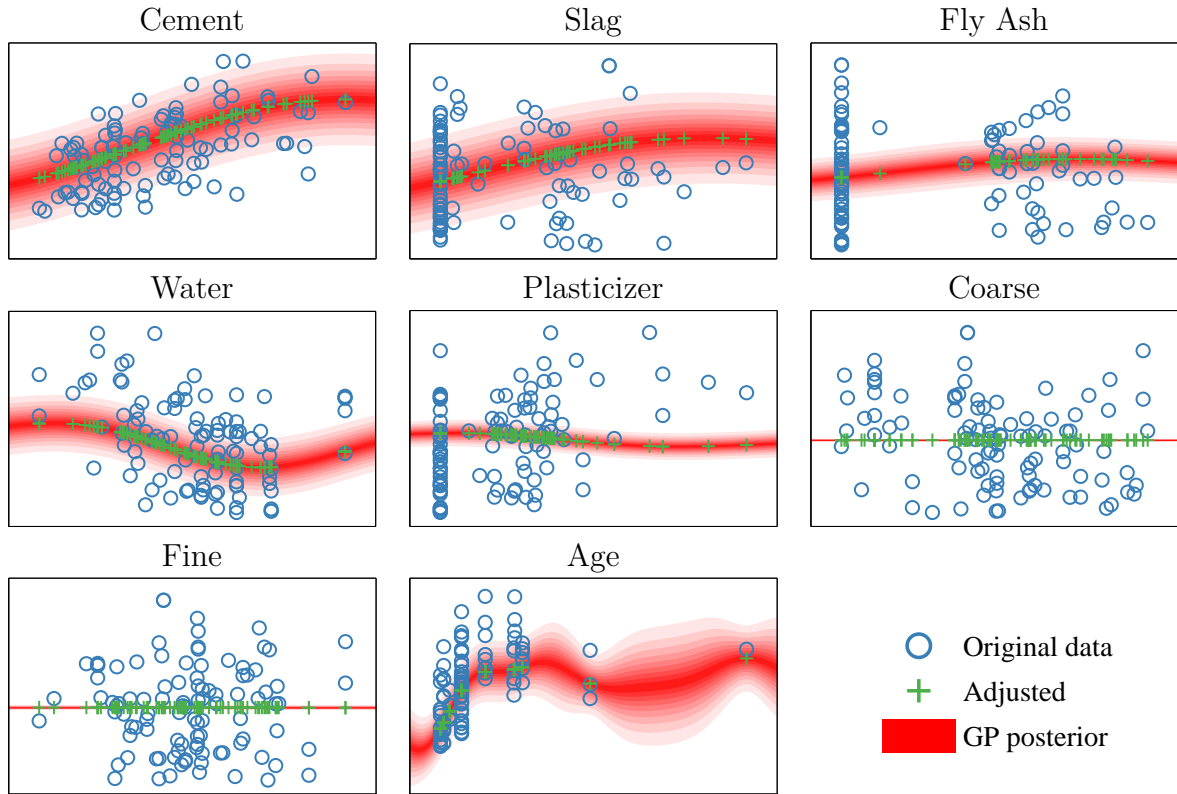 Cement
Slag
Fly Ash
Water
Plasticizer
Coarse
Fine
Age
Original data
Adjusted
GP posterior